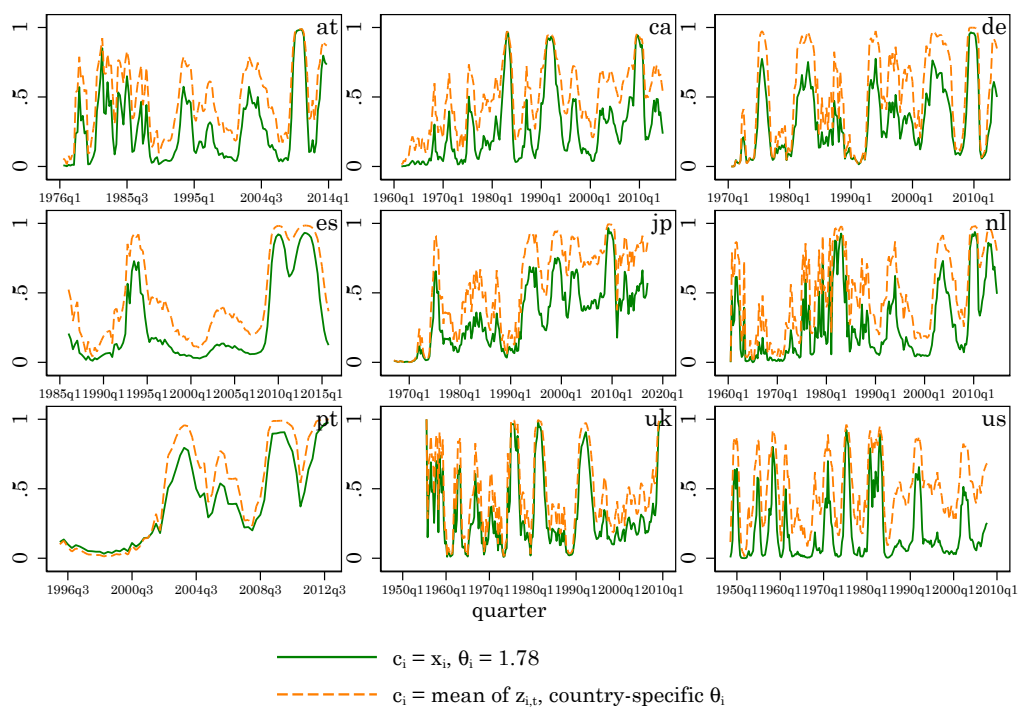 at ca de
0 .5 1 0 .5 1 0 .5 1
1976q1 1985q3 1995q1 2004q3 2014q1 1960q1 1970q1 1980q1 1990q1 2000q1 2010q1 1970q1 1980q1 1990q1 2000q1 2010q1
es jp nl
0 .5 1 0 .5 1 0 .5 1
1985q1 1990q1 1995q1 2000q1 2005q1 2010q1 2015q1 1970q1 1980q1 1990q1 2000q1 2010q1 2020q1 1960q1 1970q1 1980q1 1990q1 2000q1 2010q1
pt uk us
0 .5 1 0 .5 1 0 .5 1
1996q3 2000q3 2004q3 2008q3 2012q3 1950q1 1960q1 1970q1 1980q1 1990q1 2000q1 2010q1 1950q1 1960q1 1970q1 1980q1 1990q1 2000q1 2010q1
quarter
cᵢ = xᵢ, θᵢ = 1.78
cᵢ = mean of zᵢ,ₜ, country-specific θᵢ